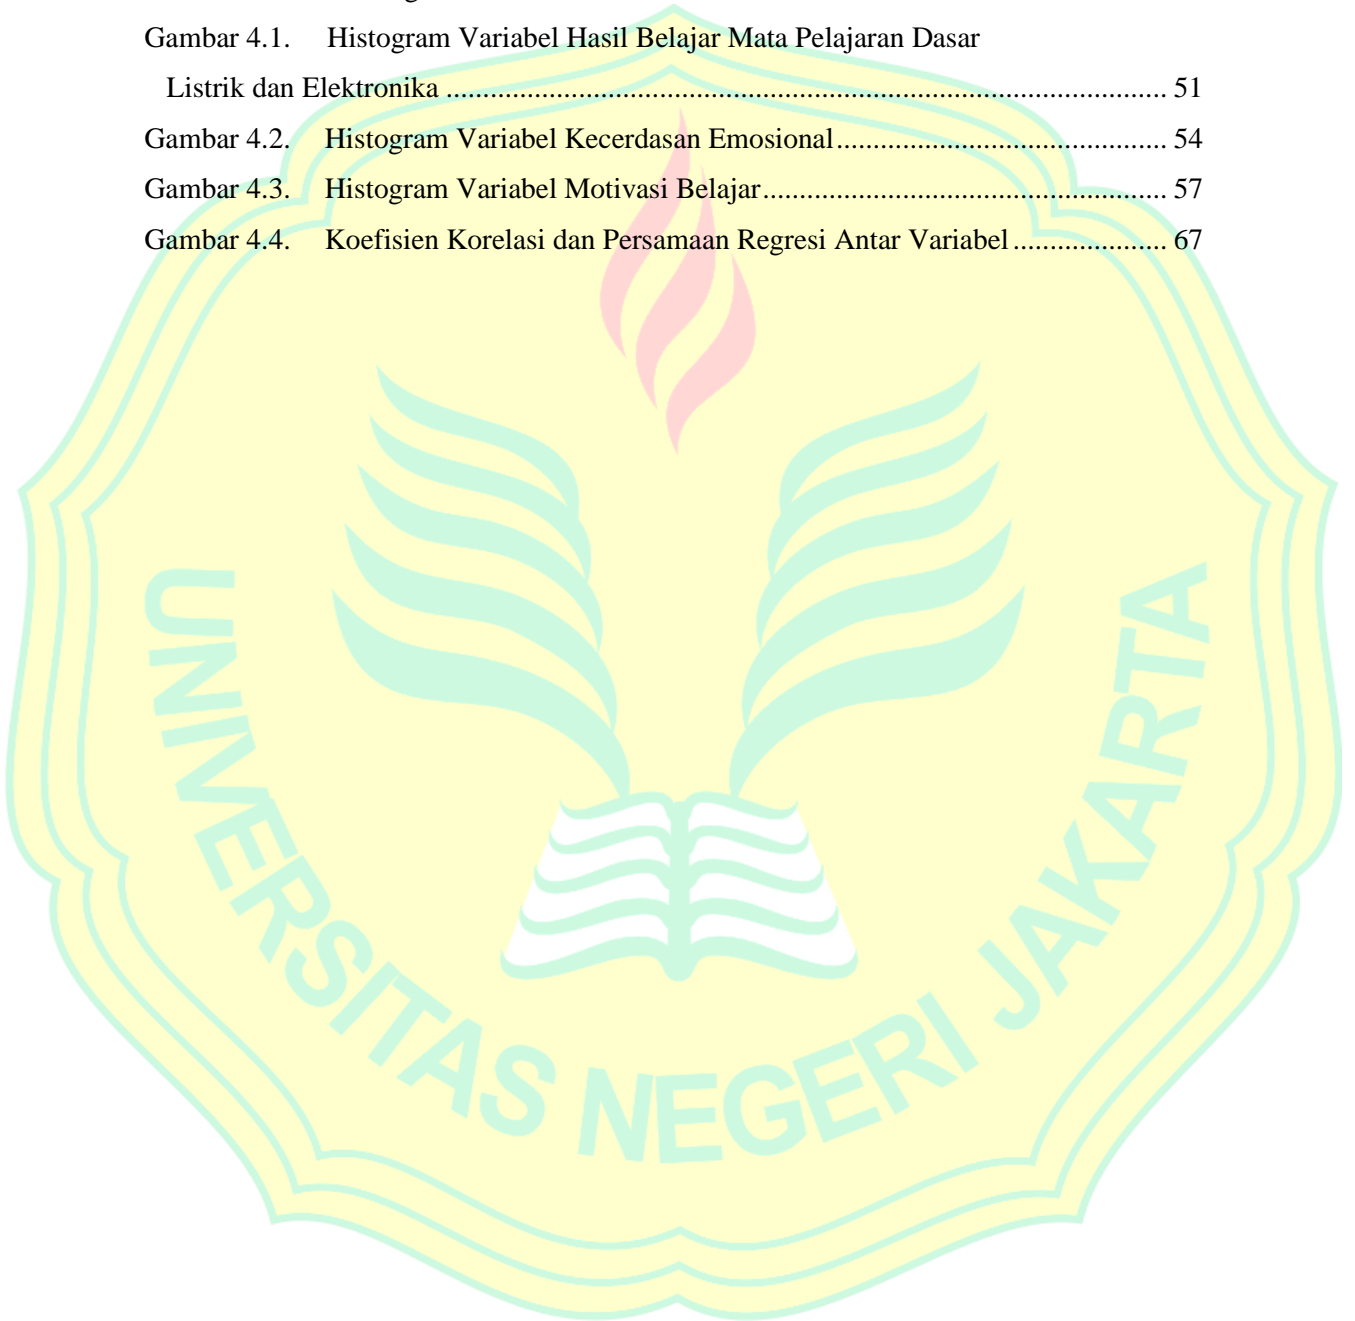 Gambar 4.1. Histogram Variabel Hasil Belajar Mata Pelajaran Dasar
Listrik dan Elektronika ................................................................................................... 51
Gambar 4.2. Histogram Variabel Kecerdasan Emosional............................................. 54
Gambar 4.3. Histogram Variabel Motivasi Belajar....................................................... 57
Gambar 4.4. Koefisien Korelasi dan Persamaan Regresi Antar Variabel..................... 67
UNIVERSITAS NEGERI JAKARTA